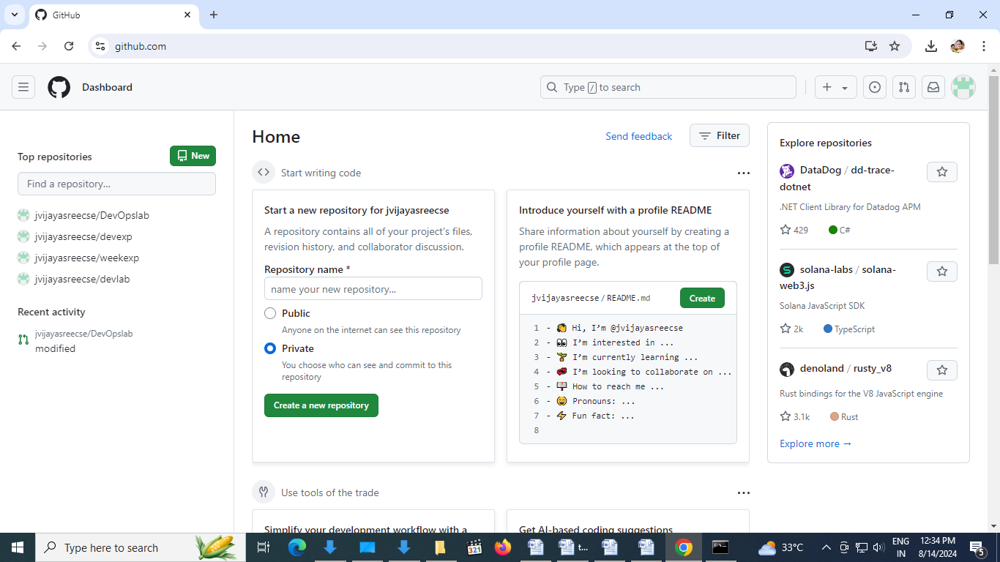 GitHub
github.com
Dashboard
Type / to search
Top repositories
New
Find a repository...
jvijayasreecse/DevOpslab
jvijayasreecse/devexp
jvijayasreecse/weekexp
jvijayasreecse/devlab
Recent activity
jvijayasreecse/DevOpslab
modified
Home
Send feedback
Filter
Start writing code
Start a new repository for jvijayasreecse
A repository contains all of your project's files,
revision history, and collaborator discussion.
Repository name *
name your new repository...
Public
Anyone on the internet can see this repository
Private
You choose who can see and commit to this
repository
Create a new repository
Introduce yourself with a profile README
Share information about yourself by creating a
profile README, which appears at the top of
your profile page.
jvijayasreecse / README.md
Create
1 - 👋 Hi, I'm @jvijayasreecse
2 - 👀 I'm interested in ...
3 - 🌱 I'm currently learning ...
4 - 💞️ I'm looking to collaborate on ...
5 - 📫 How to reach me ...
6 - 😄 Pronouns: ...
7 - ⚡ Fun fact: ...
8
Use tools of the trade
Simplify your development workflow with a
Get AI-based coding suggestions
Explore repositories
DataDog / dd-trace-
dotnet
.NET Client Library for Datadog APM
429 C#
solana-labs / solana-
web3.js
Solana JavaScript SDK
2k TypeScript
denoland / rusty_v8
Rust bindings for the V8 JavaScript engine
3.1k Rust
Explore more →
Type here to search
321
t...
33°C
ENG
IN
12:34 PM
8/14/2024
5